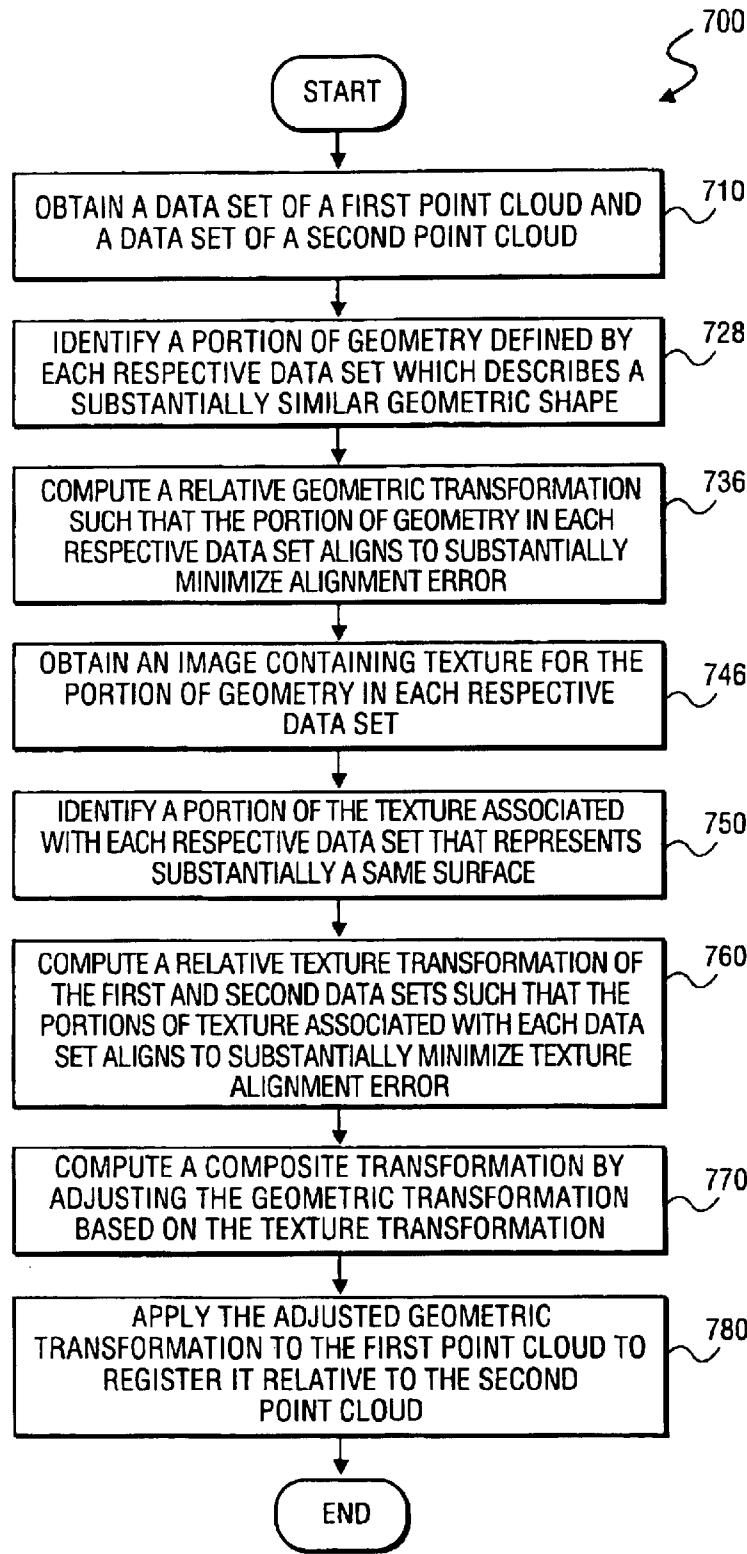 700
START
OBTAIN A DATA SET OF A FIRST POINT CLOUD AND
A DATA SET OF A SECOND POINT CLOUD
710
IDENTIFY A PORTION OF GEOMETRY DEFINED BY
EACH RESPECTIVE DATA SET WHICH DESCRIBES A
SUBSTANTIALLY SIMILAR GEOMETRIC SHAPE
728
COMPUTE A RELATIVE GEOMETRIC TRANSFORMATION
SUCH THAT THE PORTION OF GEOMETRY IN EACH
RESPECTIVE DATA SET ALIGNS TO SUBSTANTIALLY
MINIMIZE ALIGNMENT ERROR
736
OBTAIN AN IMAGE CONTAINING TEXTURE FOR THE
PORTION OF GEOMETRY IN EACH RESPECTIVE
DATA SET
746
IDENTIFY A PORTION OF THE TEXTURE ASSOCIATED
WITH EACH RESPECTIVE DATA SET THAT REPRESENTS
SUBSTANTIALLY A SAME SURFACE
750
COMPUTE A RELATIVE TEXTURE TRANSFORMATION OF
THE FIRST AND SECOND DATA SETS SUCH THAT THE
PORTIONS OF TEXTURE ASSOCIATED WITH EACH DATA
SET ALIGNS TO SUBSTANTIALLY MINIMIZE TEXTURE
ALIGNMENT ERROR
760
COMPUTE A COMPOSITE TRANSFORMATION BY
ADJUSTING THE GEOMETRIC TRANSFORMATION
BASED ON THE TEXTURE TRANSFORMATION
770
APPLY THE ADJUSTED GEOMETRIC
TRANSFORMATION TO THE FIRST POINT CLOUD TO
REGISTER IT RELATIVE TO THE SECOND
POINT CLOUD
780
END